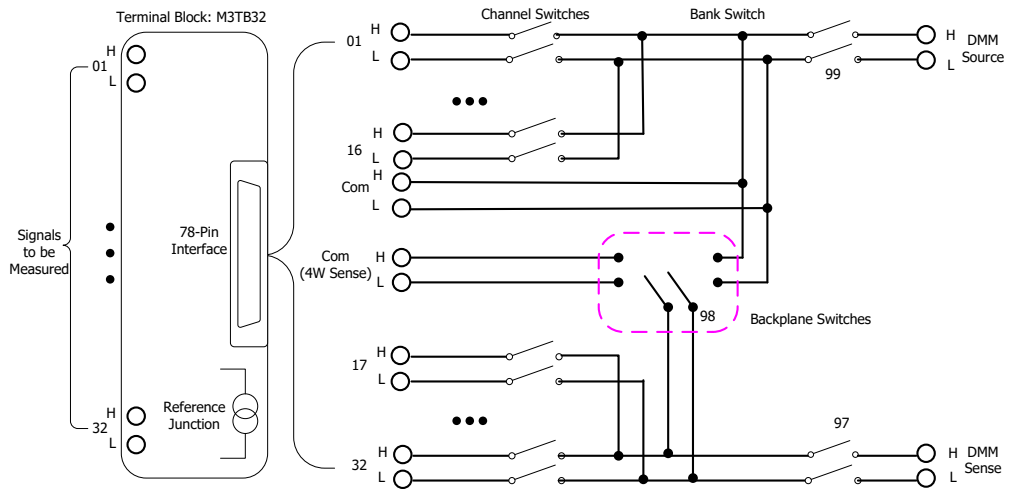 Terminal Block: M3TB32
Channel Switches
Bank Switch
H
01
L
Signals
to be
Measured
78-Pin
Interface
Reference
Junction
H
32
L
01
H
L
16
H
L
Com
H
L
Com
(4W Sense)
H
L
17
H
L
32
H
L
99
H
L
DMM
Source
98
Backplane Switches
97
H
L
DMM
Sense